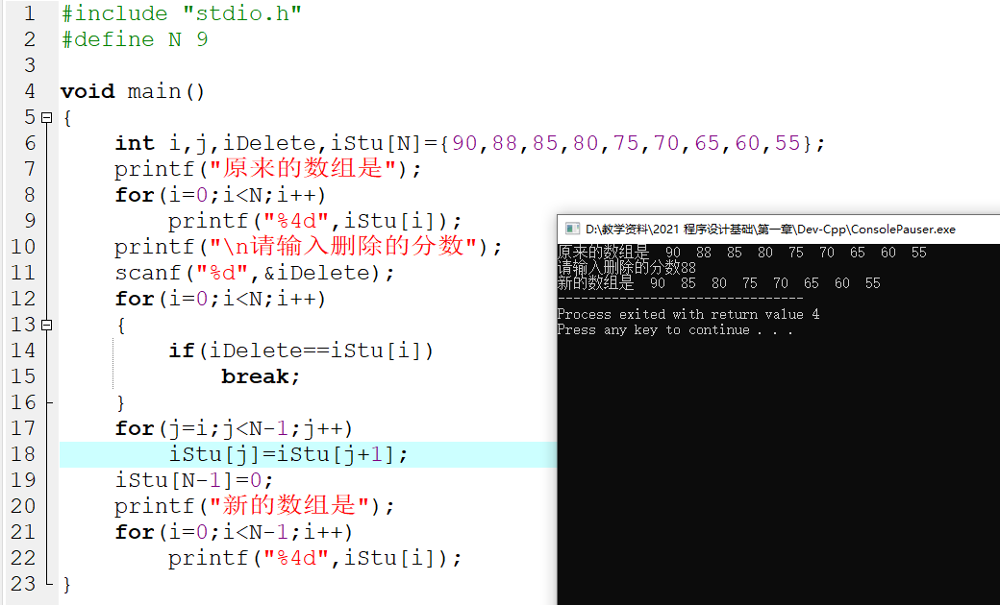 1 #include "stdio.h"
2 #define N 9
3
4 void main()
5 {
6 int i,j,iDelete,iStu[N]={90,88,85,80,75,70,65,60,55};
7 printf("原来的数组是");
8 for(i=0;i<N;i++)
9 printf("%4d",iStu[i]);
10 printf("\n请输入删除的分数");
11 scanf("%d",&iDelete);
12 for(i=0;i<N;i++)
13 {
14 if(iDelete==iStu[i])
15 break;
16 }
17 for(j=i;j<N-1;j++)
18 iStu[j]=iStu[j+1];
19 iStu[N-1]=0;
20 printf("新的数组是");
21 for(i=0;i<N-1;i++)
22 printf("%4d",iStu[i]);
23 }
D:\教学资料\2021 程序设计基础\第一章\Dev-Cpp\ConsolePauser.exe
原来的数组是  90  88  85  80  75  70  65  60  55
请输入删除的分数88
新的数组是  90  85  80  75  70  65  60  55
--------------------------------
Process exited with return value 4
Press any key to continue . . .